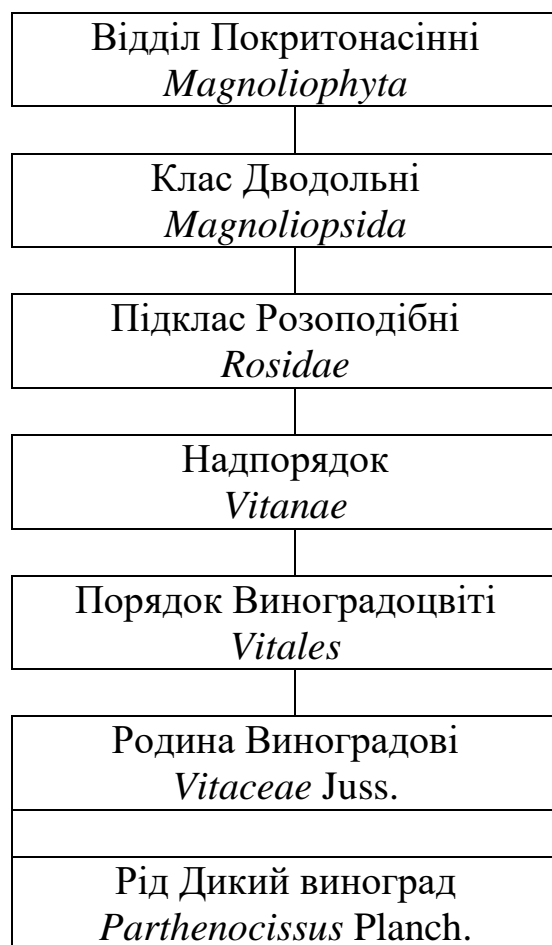 Відділ Покритонасінні
Magnoliophyta
Клас Дводольні
Magnoliopsida
Підклас Розоподібні
Rosidae
Надпорядок
Vitanae
Порядок Виноградоцвіті
Vitales
Родина Виноградові
Vitaceae Juss.
Рід Дикий виноград
Parthenocissus Planch.